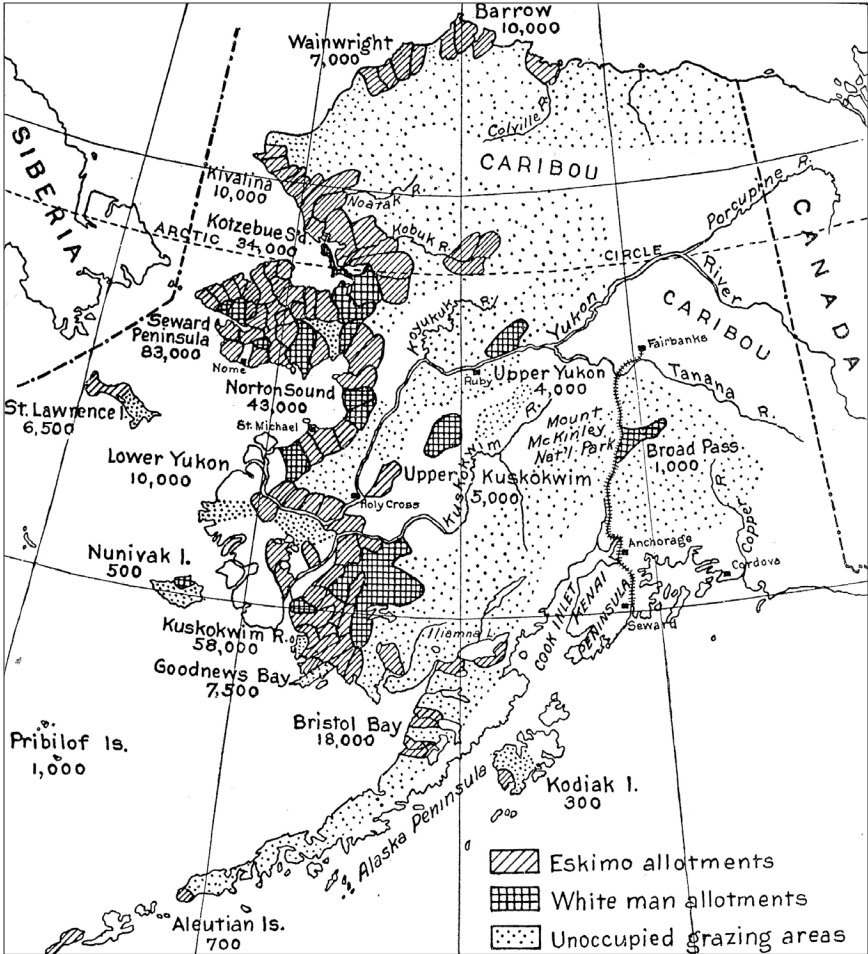 Barrow
10,000
Wainwright
7,000
Colville R.
SIBERIA
CARIBOU
Kivalina
10,000
Noatak R.
Porcupine R.
CANADA
Kotzebue S'd
34,000
ARCTIC
Kobuk R.
CIRCLE
River
Koyukuk R.
Yukon
CARIBOU
Seward
Peninsula
83,000
Nome
Fairbanks
Ruby
Upper Yukon
4,000
Tanana R.
Norton Sound
43,000
St. Lawrence I.
6,500
St. Michael
Mount
McKinley
Nat'l. Park
R.
Kuskokwim
Broad Pass
1,000
Lower Yukon
10,000
Upper Kuskokwim
5,000
Holy Cross
Copper R.
Nunivak I.
500
Anchorage
Cordova
COOK INLET
KENAI
PENINSULA
Seward
Kuskokwim R.
58,000
Iliamna L.
Goodnews Bay
7,500
Bristol Bay
18,000
Pribilof Is.
1,000
Kodiak I.
300
Alaska Peninsula
Aleutian Is.
700
Eskimo allotments
White man allotments
Unoccupied grazing areas